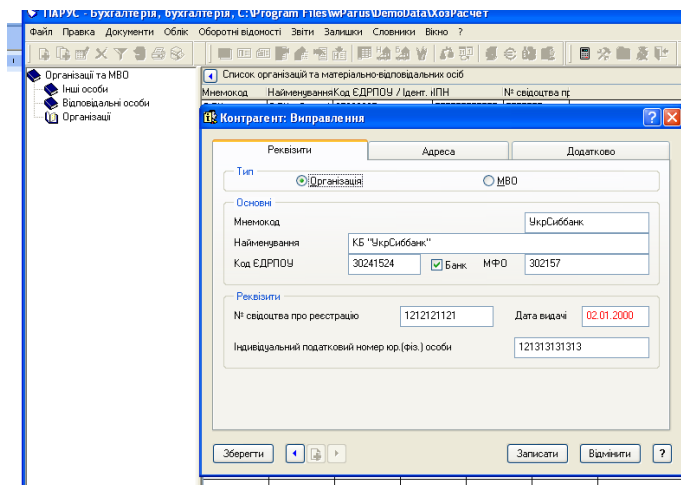 ПАРУС - Бухгалтерія, бухгалтерія, C:\Program Files\wParus\DemoData\ХозРасчет
Файл Правка Документи Облік Оборотні відомості Звіти Залишки Словники Вікно ?
Організації та МВО
Інші особи
Відповідальні особи
Організації
Список організацій та матеріально-відповідальних осіб
Мнемокод Найменування Код ЄДРПОУ / Ідент. ІПН № свідоцтва пр
Контрагент: Виправлення
Реквізити Адреса Додатково
Тип
Організація МВО
Основні
Мнемокод УкрСиббанк
Найменування КБ "УкрСиббанк"
Код ЄДРПОУ 30241524 Банк МФО 302157
Реквізити
№ свідоцтва про реєстрацію 1212121121 Дата видачі 02.01.2000
Індивідуальний податковий номер юр.(фіз.) особи 121313131313
Зберегти Записати Відмінити ?